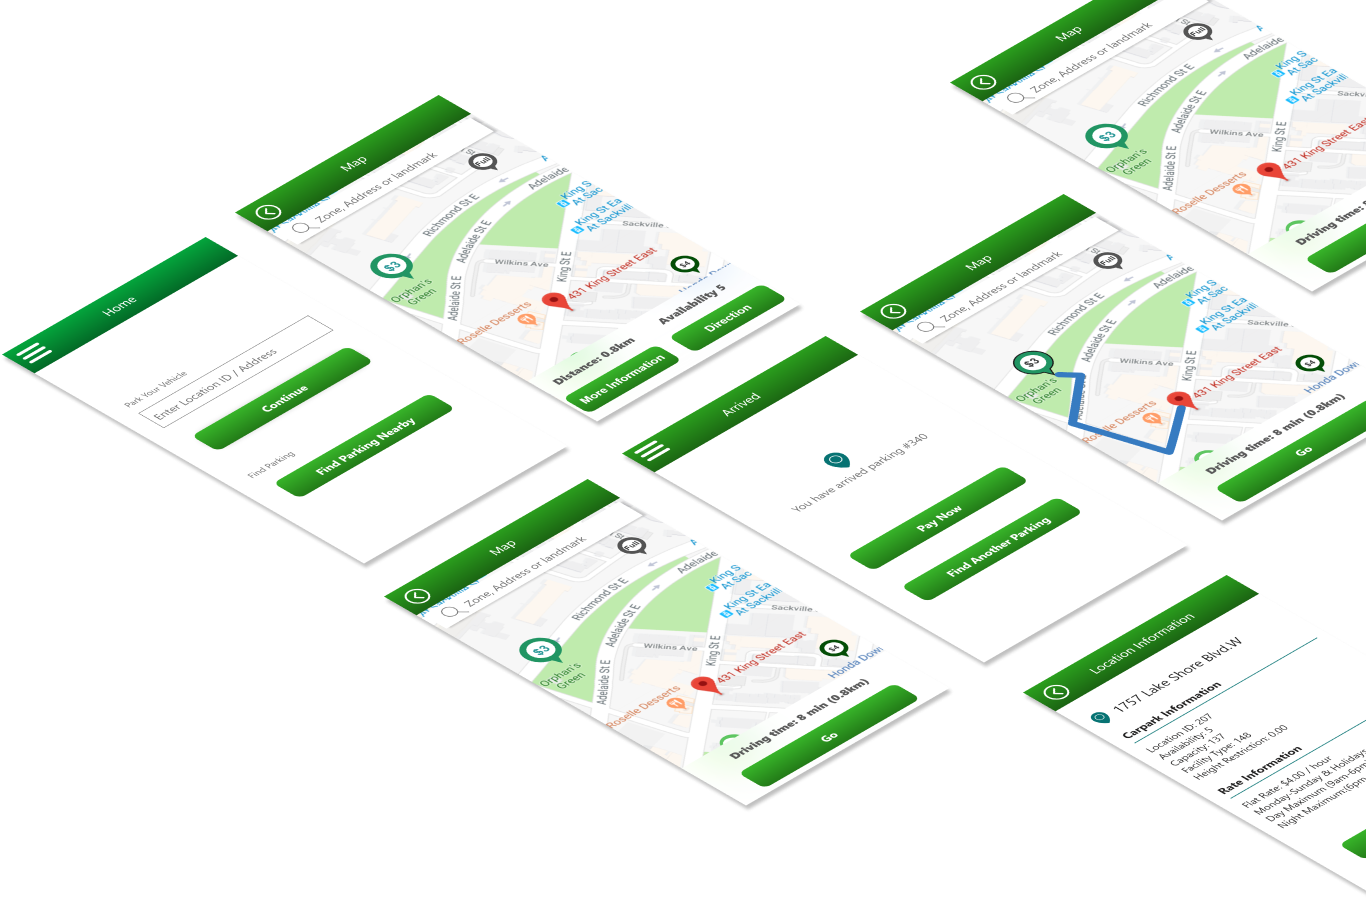 Home
Park Your Vehicle
Enter Location ID / Address
Continue
Find Parking
Find Parking Nearby
Map
Zone, Address or landmark
Full
Adelaide
Richmond St E
Adelaide St E
King S
At Sac
King St Ea
At Sackvill
Sackville
Wilkins Ave
King St E
$3
Orphan's
Green
Adelaide St E
431 King Street East
$4
Roselle Desserts
Distance: 0.8km
Availability 5
More Information
Direction
Map
Zone, Address or landmark
Full
Adelaide
Richmond St E
Adelaide St E
King S
At Sac
King St Ea
At Sackvill
Sackville
Wilkins Ave
King St E
$3
Orphan's
Green
Adelaide St E
431 King Street East
$4
Honda Dow
Roselle Desserts
Driving time: 8 min (0.8km)
Go
Arrived
You have arrived parking #340
Pay Now
Find Another Parking
Map
Zone, Address or landmark
Full
Adelaide
Richmond St E
Adelaide St E
King S
At Sac
King St Ea
At Sackvill
Wilkins Ave
King St E
$3
Orphan's
Green
431 King Street East
$4
Honda Dow
Roselle Desserts
Driving time: 8 min (0.8km)
Go
Map
Zone, Address or landmark
Full
Adelaide
Richmond St E
Adelaide St E
King S
At Sac
King St Ea
At Sackvill
Wilkins Ave
King St E
$3
Orphan's
Green
Adelaide St E
431 King Street East
Roselle Desserts
Driving time: 8
Location Information
1757 Lake Shore Blvd.W
Carpark Information
Location ID: 207
Availability: 5
Capacity: 137
Facility Type: 148
Height Restriction: 0.00
Rate Information
Flat Rate: $4.00 / hour
Monday-Sunday & Holidays
Day Maximum (9am-6pm)
Night Maximum:(6pm